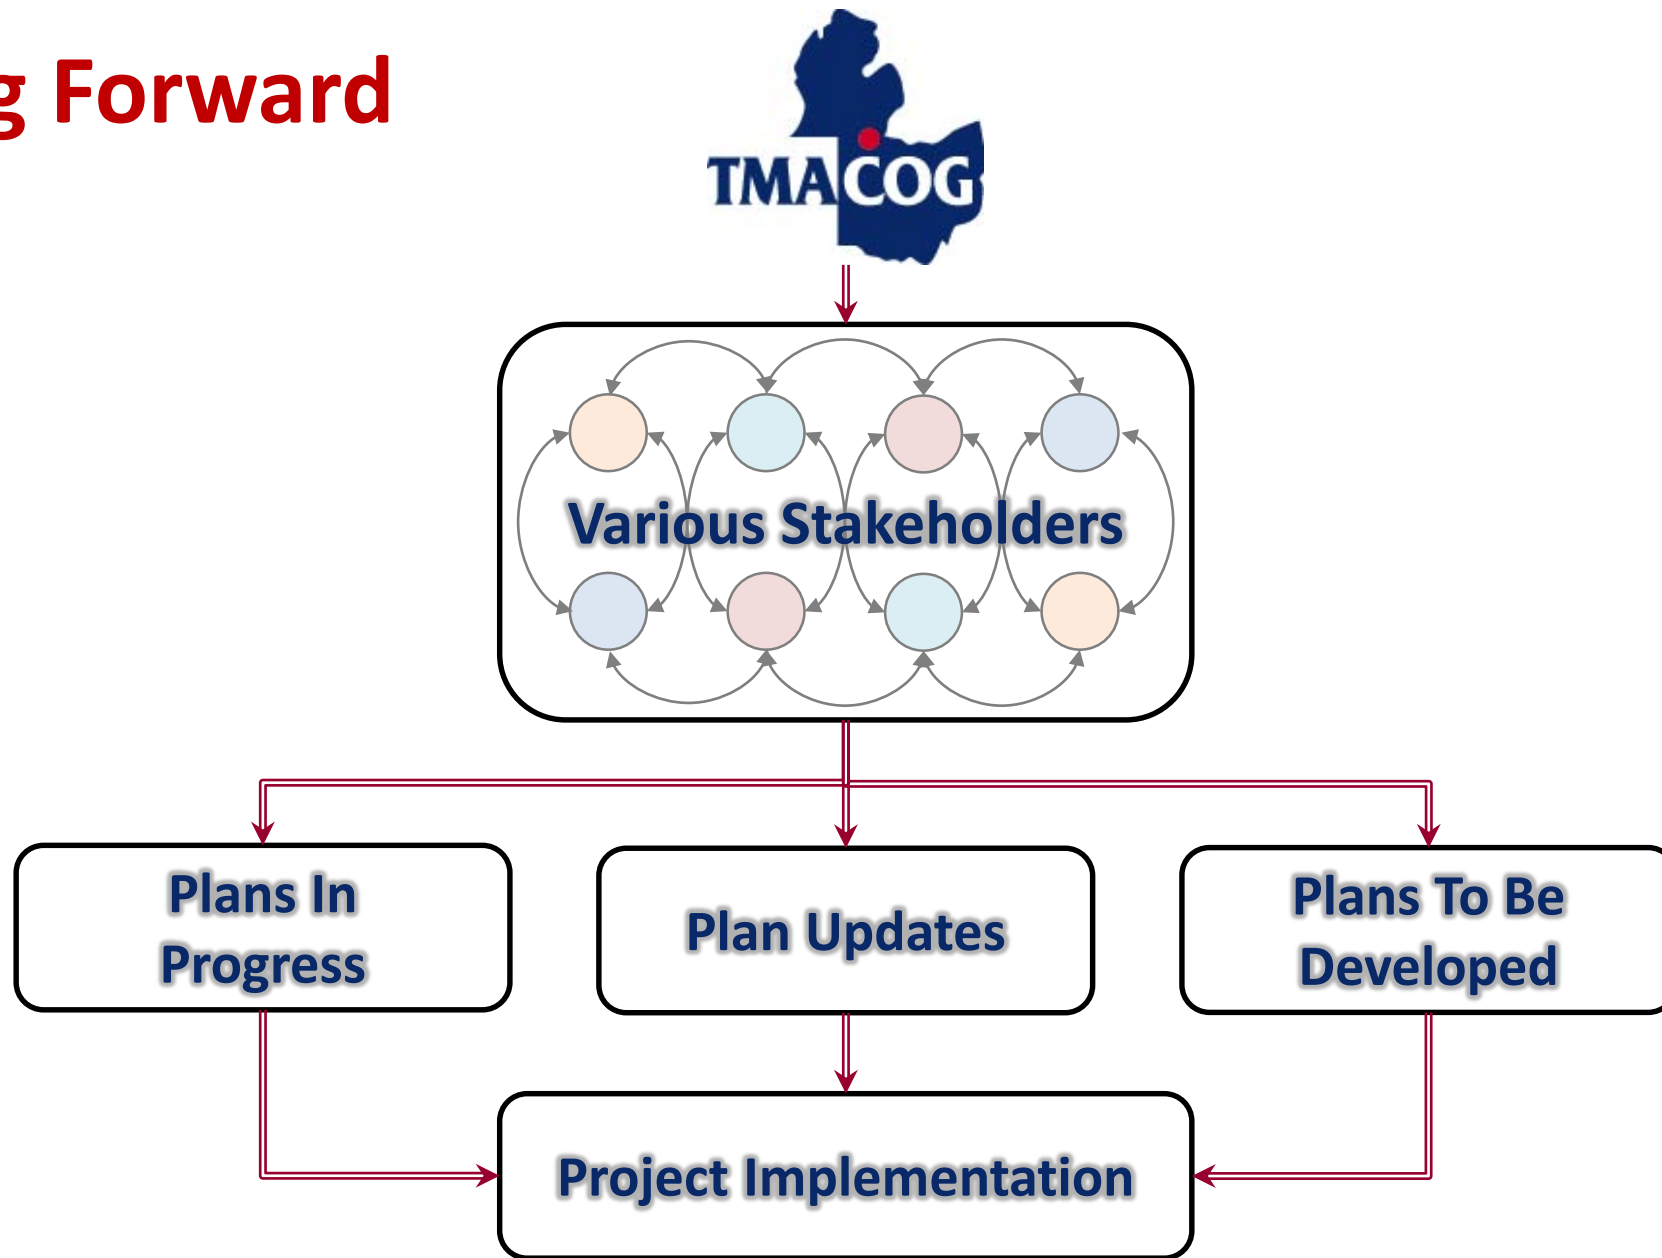 g Forward
TMACOG
Various Stakeholders
Plans In
Progress
Plan Updates
Plans To Be
Developed
Project Implementation